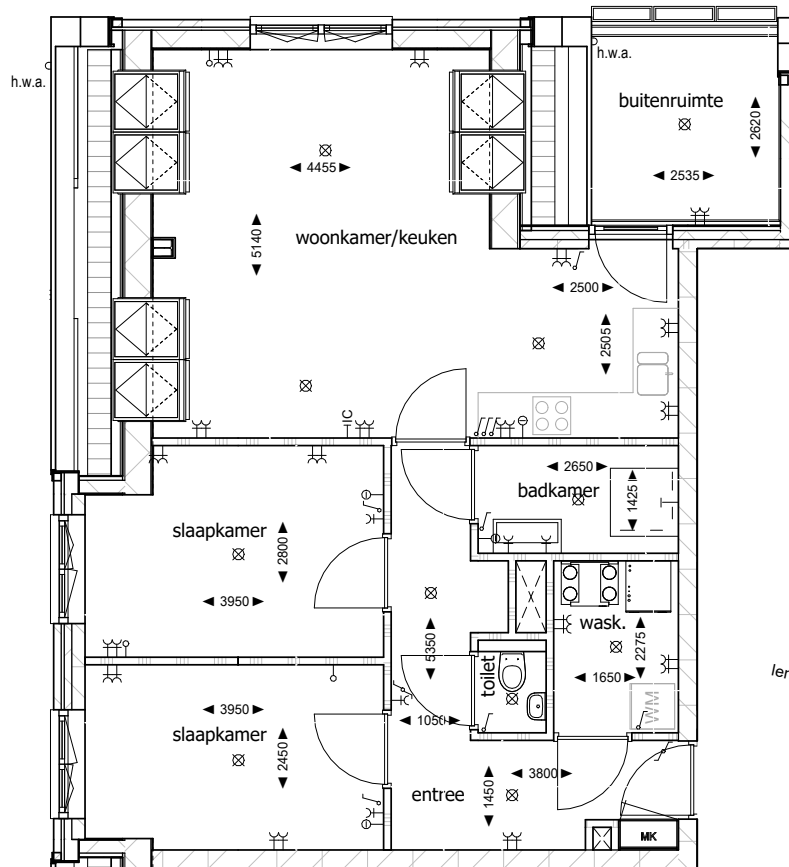 h.w.a.
h.w.a.
buitenruimte
2620
2535
4455
5140
woonkamer/keuken
2500
2505
IC
2650
badkamer
1425
slaapkamer
2800
3950
wask.
5350
2275
toilet
1650
ler
3950
1050
WM
slaapkamer
2450
3800
entree
1450
MK